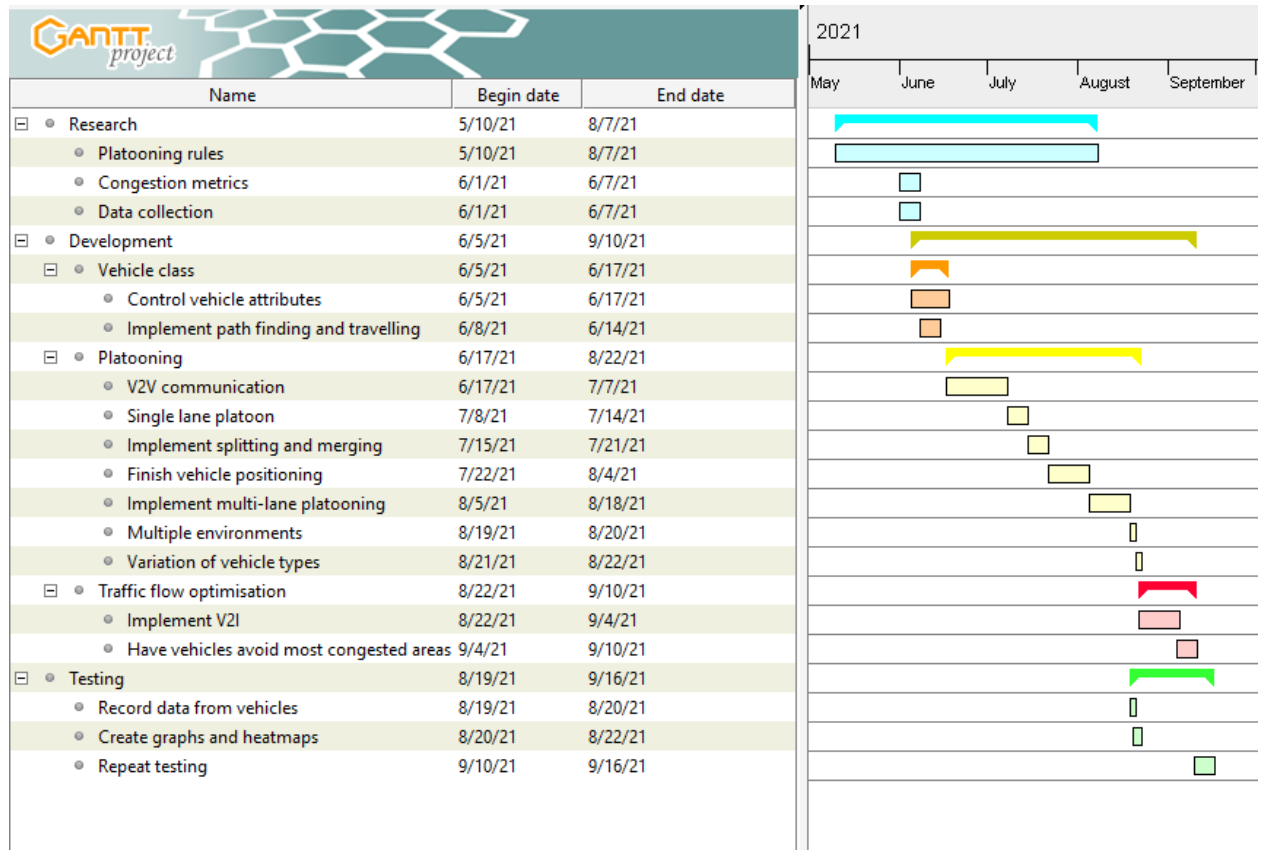 GANTT
project
2021
May June July August September
Name Begin date End date
Research 5/10/21 8/7/21
Platooning rules 5/10/21 8/7/21
Congestion metrics 6/1/21 6/7/21
Data collection 6/1/21 6/7/21
Development 6/5/21 9/10/21
Vehicle class 6/5/21 6/17/21
Control vehicle attributes 6/5/21 6/17/21
Implement path finding and travelling 6/8/21 6/14/21
Platooning 6/17/21 8/22/21
V2V communication 6/17/21 7/7/21
Single lane platoon 7/8/21 7/14/21
Implement splitting and merging 7/15/21 7/21/21
Finish vehicle positioning 7/22/21 8/4/21
Implement multi-lane platooning 8/5/21 8/18/21
Multiple environments 8/19/21 8/20/21
Variation of vehicle types 8/21/21 8/22/21
Traffic flow optimisation 8/22/21 9/10/21
Implement V2I 8/22/21 9/4/21
Have vehicles avoid most congested areas 9/4/21 9/10/21
Testing 8/19/21 9/16/21
Record data from vehicles 8/19/21 8/20/21
Create graphs and heatmaps 8/20/21 8/22/21
Repeat testing 9/10/21 9/16/21